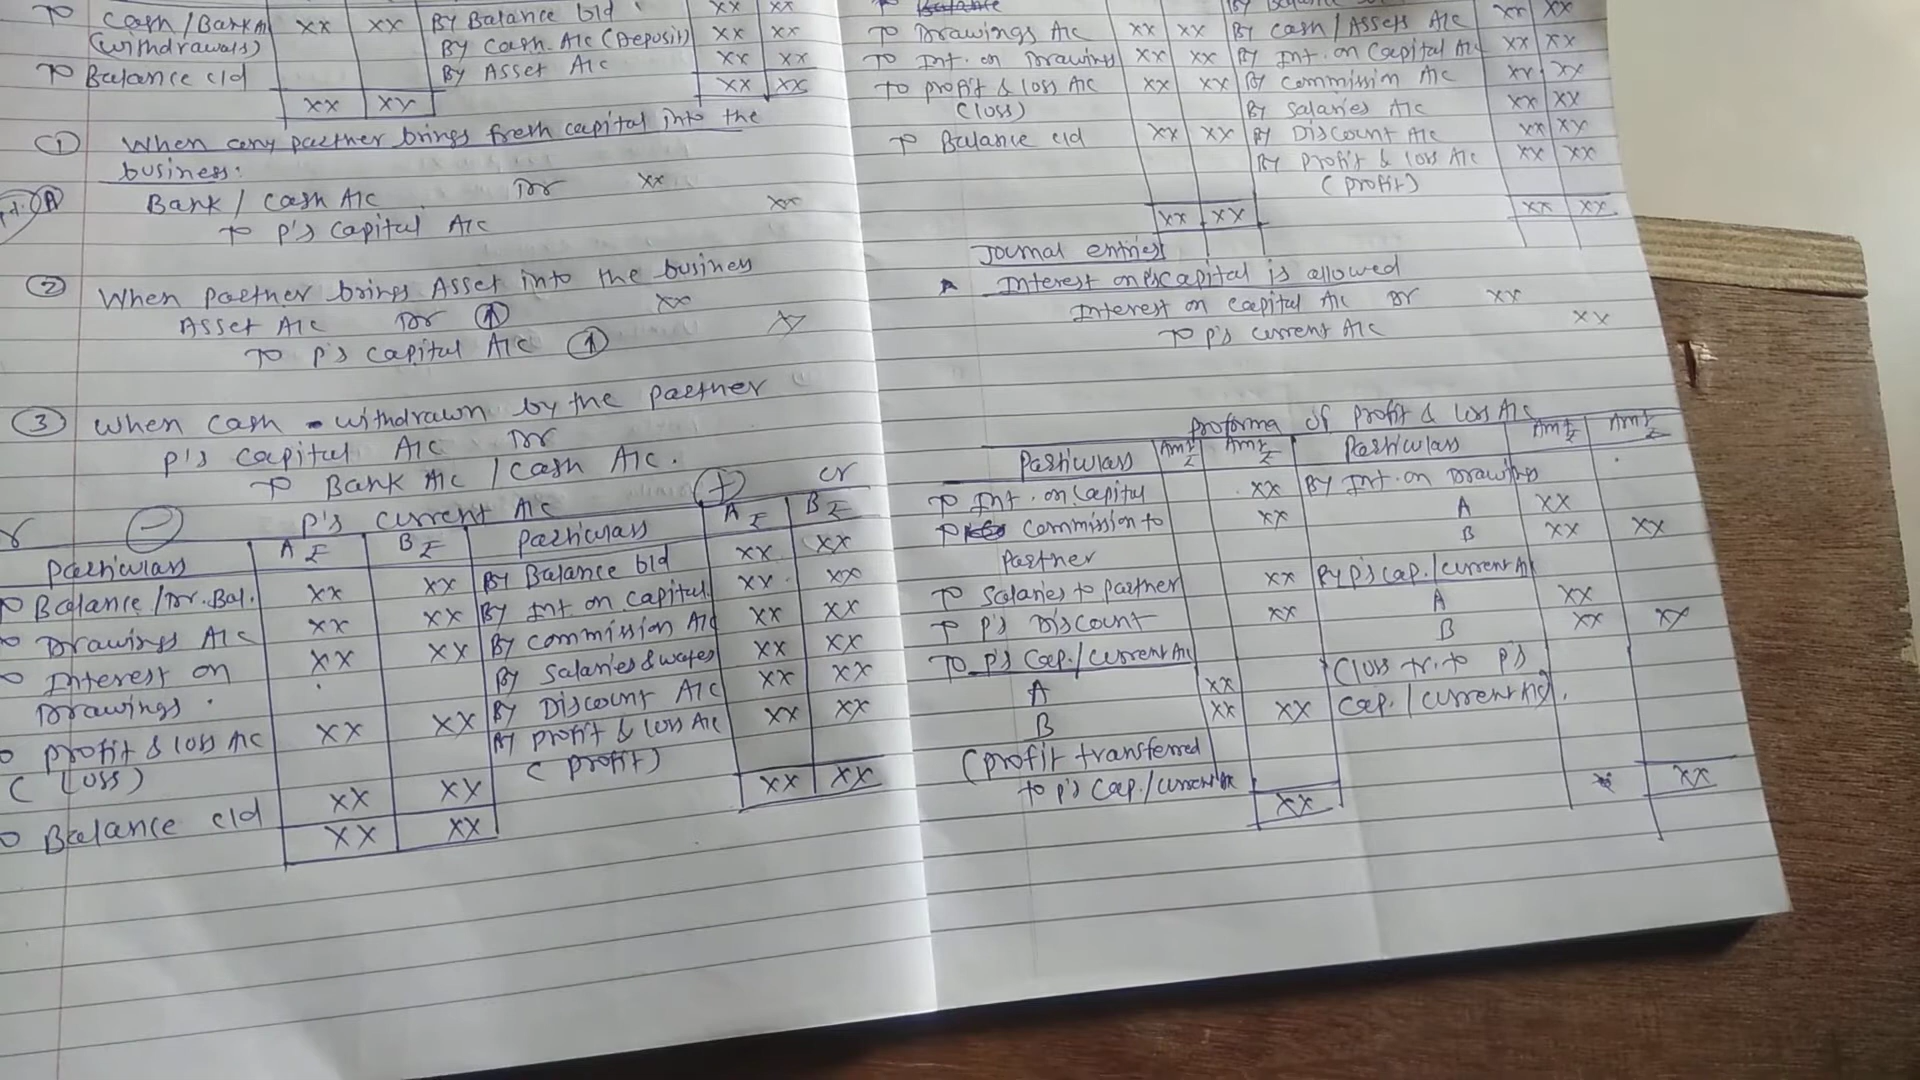 To Cash/Bank A/c xx xx By Balance b/d xx xx
(withdrawals) By Cash A/c (Deposit) xx xx
To Balance c/d By Asset A/c xx xx
xx xx xx xx
① When any partner brings fresh capital into the
business.
Bank / Cash A/c Dr xx
To P's Capital A/c xx
② When partner brings Asset into the business
Asset A/c Dr ↑ xx
To P's Capital A/c ↑
③ When cash withdrawn by the partner
P's Capital A/c Dr
To Bank A/c / Cash A/c.
P's Current A/c + cr
Particulars A ₹ B ₹ Particulars A ₹ B ₹
To Balance/Dr. Bal. xx xx By Balance b/d xx xx
To Drawings A/c xx xx By Int on capital xx xx
To Interest on xx xx By Commission A/c xx xx
Drawings. By Salaries & wages xx xx
To Profit & loss A/c xx xx By Discount A/c xx xx
(Loss) By Profit & loss A/c xx xx
(Profit)
To Balance c/d xx xx xx xx
xx xx
To Drawings A/c xx xx By Cash / Assets A/c xx xx
To Int. on Drawings xx xx By Int. on Capital A/c xx xx
To Profit & Loss A/c xx xx By Commission A/c xx xx
(Loss) By Salaries A/c xx xx
To Balance c/d xx xx By Discount A/c xx xx
By Profit & loss A/c xx xx
(Profit)
xx xx xx xx
Journal entries
Interest on capital is allowed
Interest on Capital A/c Dr xx
To P's Current A/c xx
Proforma of Profit & Loss A/c
Particulars Amt ₹ Amt ₹ Particulars Amt ₹ Amt ₹
To Int. on Capital xx By Int. on Drawings
To Commission to xx A xx
Partner B xx xx
To Salaries to partner xx By P's Cap./Current A/c
To P's Discount xx A xx
To P's Cap./Current A/c B xx xx
A xx (Loss tr. to P's
B xx xx Cap./Current A/c).
(Profit transferred
to P's Cap./Current A/c
xx xx